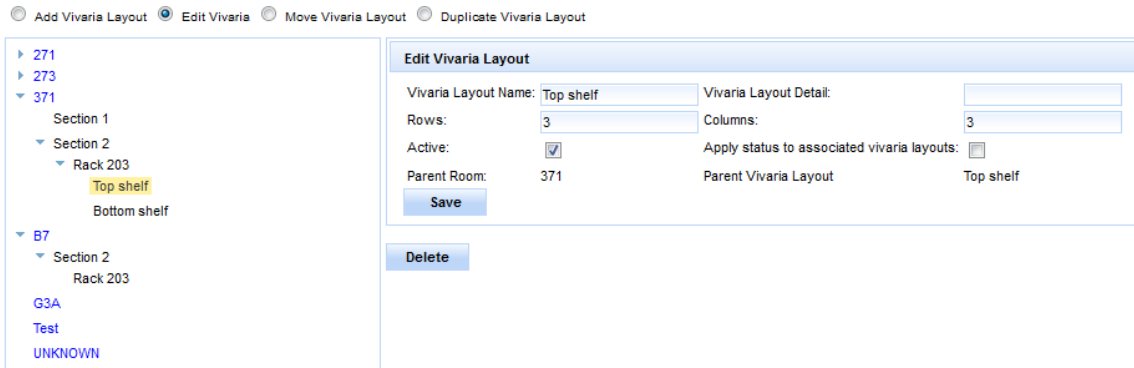 Add Vivaria Layout Edit Vivaria Move Vivaria Layout Duplicate Vivaria Layout
271
273
371
Section 1
Section 2
Rack 203
Top shelf
Bottom shelf
B7
Section 2
Rack 203
G3A
Test
UNKNOWN
Edit Vivaria Layout
Vivaria Layout Name: Top shelf Vivaria Layout Detail:
Rows: 3 Columns: 3
Active: Apply status to associated vivaria layouts:
Parent Room: 371 Parent Vivaria Layout Top shelf
Save
Delete